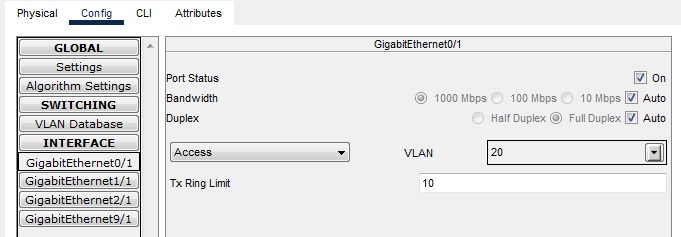 Physical Config CLI Attributes
GLOBAL
Settings
Algorithm Settings
SWITCHING
VLAN Database
INTERFACE
GigabitEthernet0/1
GigabitEthernet1/1
GigabitEthernet2/1
GigabitEthernet9/1
GigabitEthernet0/1
Port Status On
Bandwidth 1000 Mbps 100 Mbps 10 Mbps Auto
Duplex Half Duplex Full Duplex Auto
Access VLAN 20
Tx Ring Limit 10